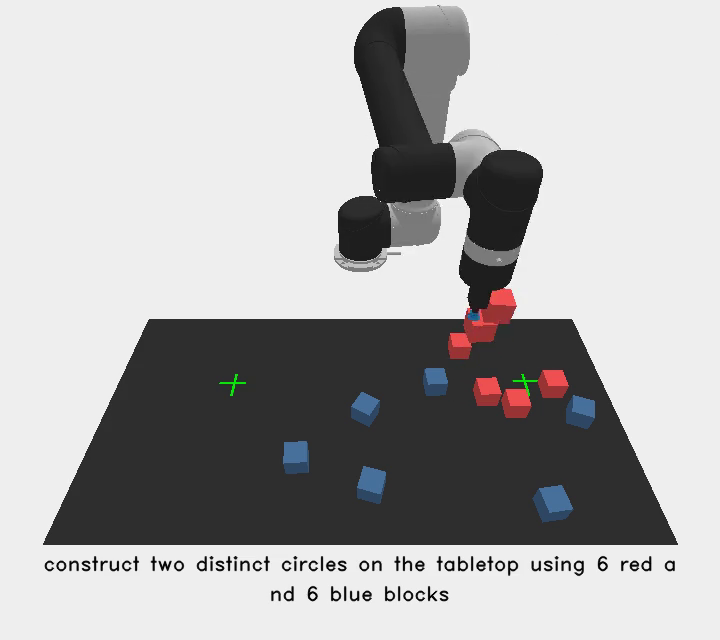 construct two distinct circles on the tabletop using 6 red a
nd 6 blue blocks